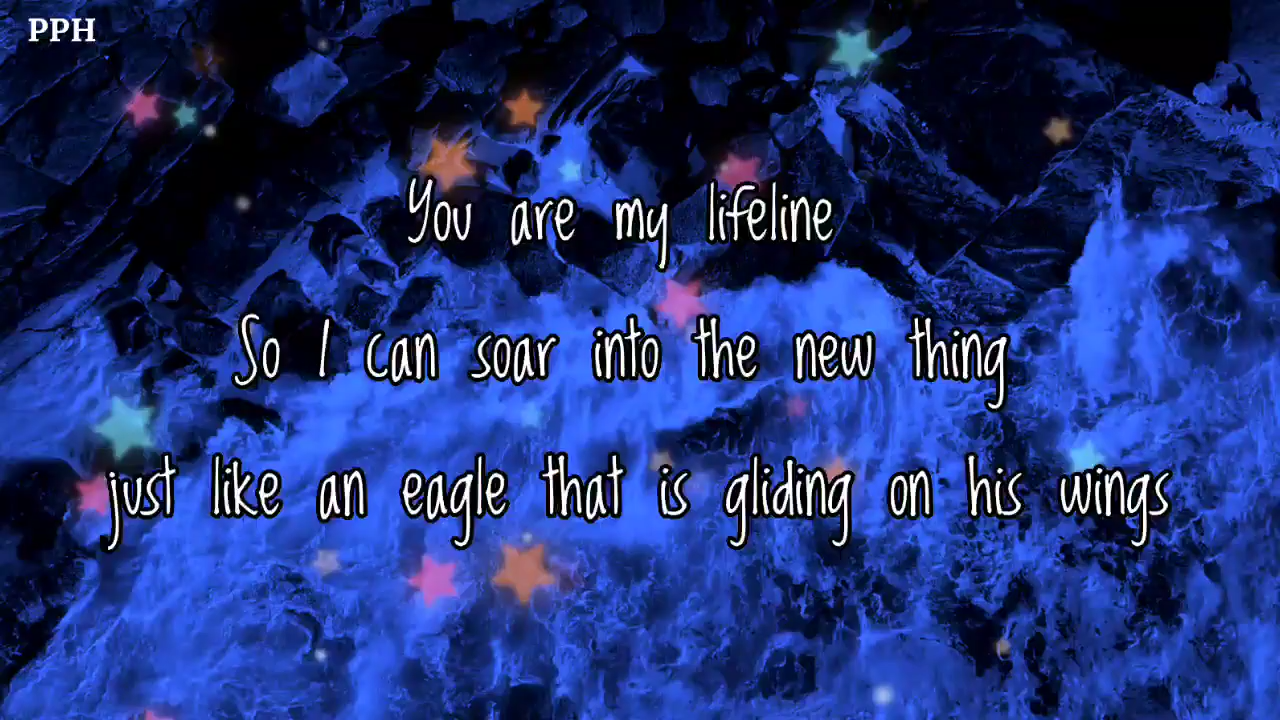 PPH
You are my lifeline
So I can soar into the new thing
just like an eagle that is gliding on his wings